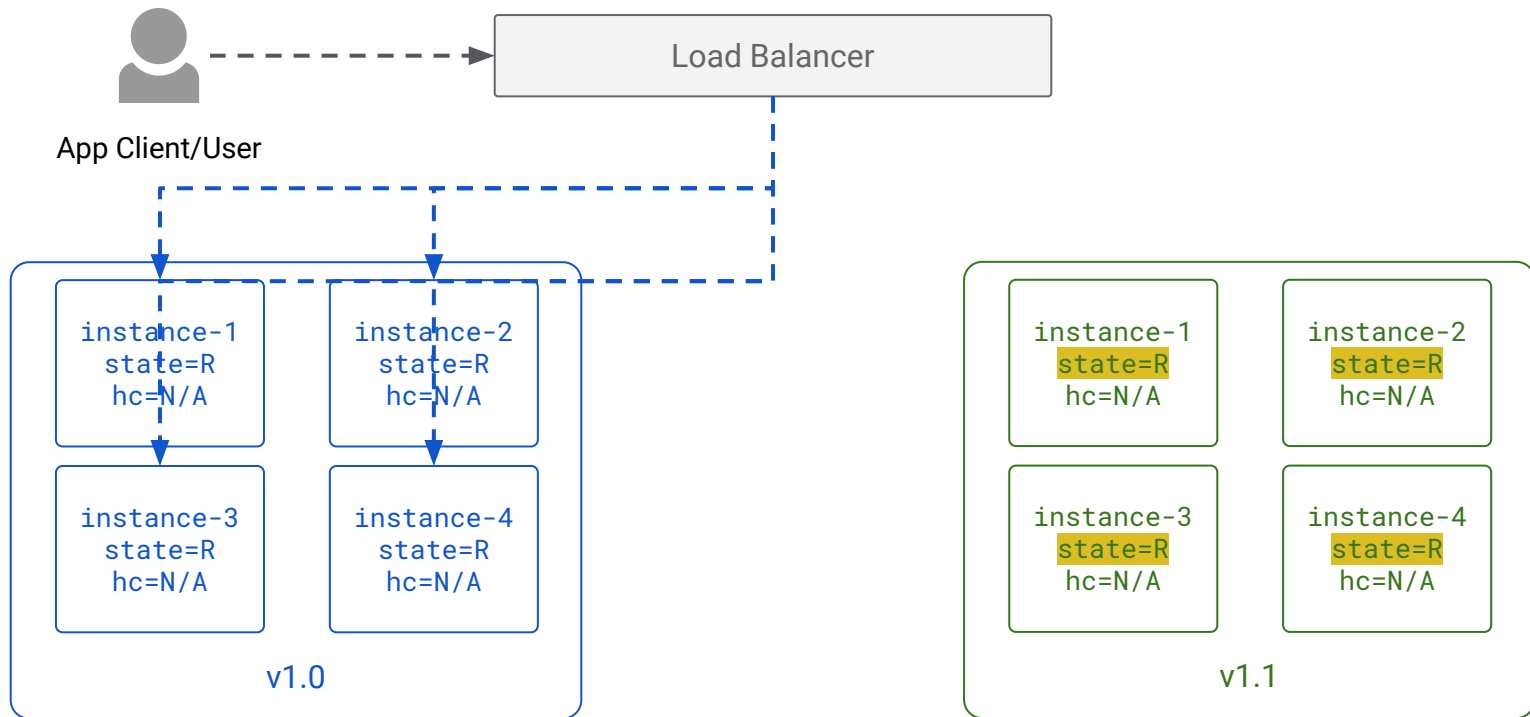 Load Balancer
App Client/User
instance-1
state=R
hc=N/A
instance-2
state=R
hc=N/A
instance-3
state=R
hc=N/A
instance-4
state=R
hc=N/A
v1.0
instance-1
state=R
hc=N/A
instance-2
state=R
hc=N/A
instance-3
state=R
hc=N/A
instance-4
state=R
hc=N/A
v1.1